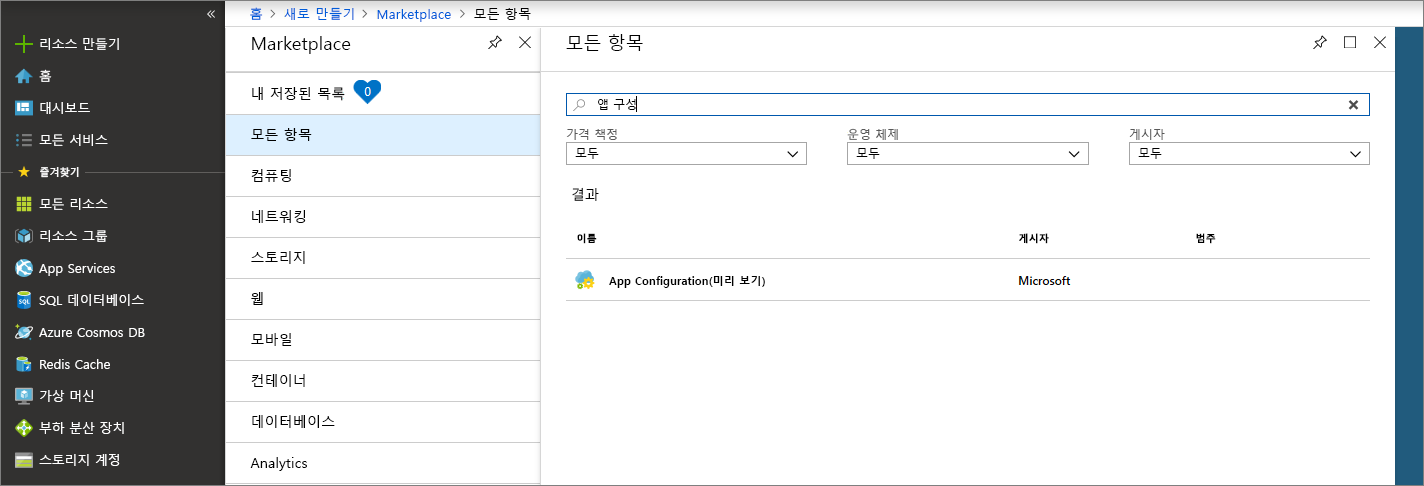 «
리소스 만들기
홈
대시보드
모든 서비스
즐겨찾기
모든 리소스
리소스 그룹
App Services
SQL 데이터베이스
Azure Cosmos DB
Redis Cache
가상 머신
부하 분산 장치
스토리지 계정
홈 > 새로 만들기 > Marketplace > 모든 항목
Marketplace
내 저장된 목록 0
모든 항목
컴퓨팅
네트워킹
스토리지
웹
모바일
컨테이너
데이터베이스
Analytics
모든 항목
앱 구성
가격 책정 운영 체제 게시자
모두 모두 모두
결과
이름 게시자 범주
App Configuration(미리 보기) Microsoft